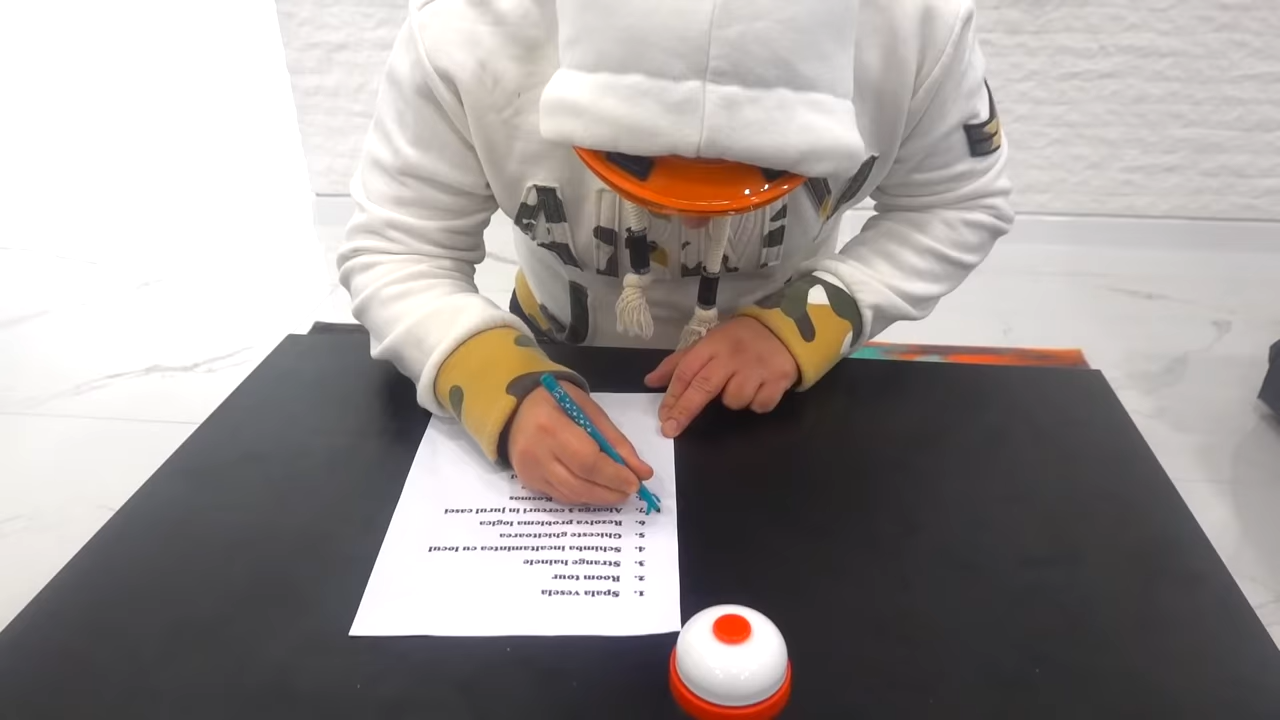 1. Spala vesela
2. Room tour
3. Strange hainele
4. Schimba incaltamintea cu locul
5. Ghiceste ghicitoarea
6. Rezolva problema logica
7. Alearga 3 cercuri in jurul casei
Kosmos